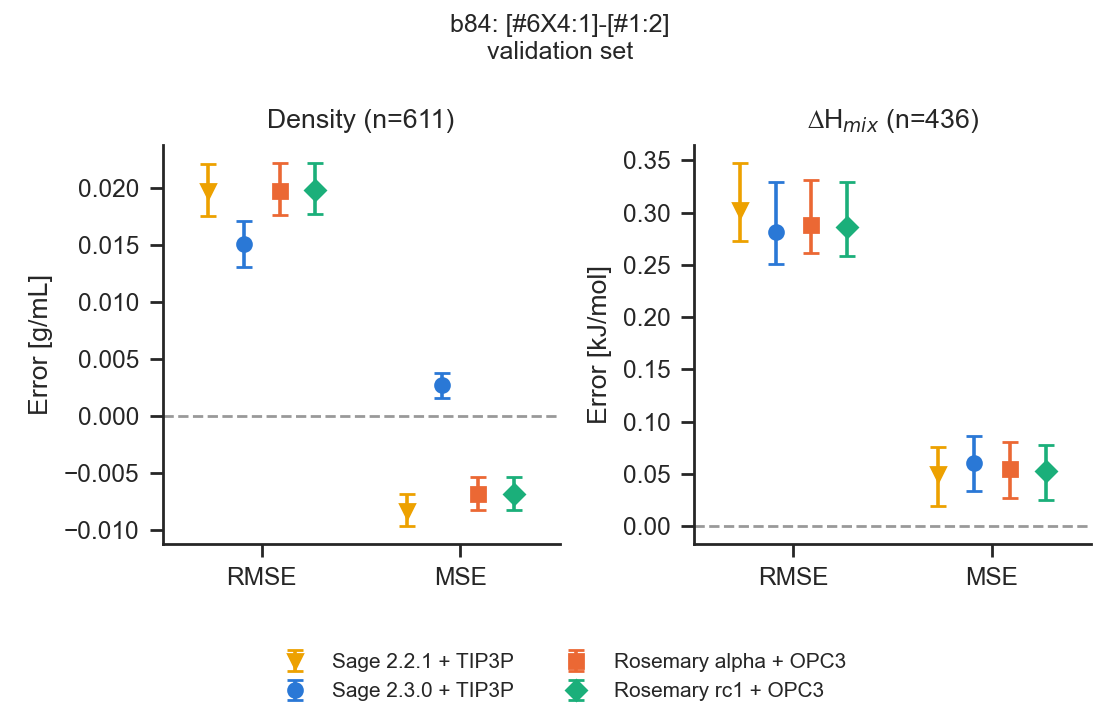 b84: [#6X4:1]-[#1:2]
validation set
Density (n=611)
Error [g/mL]
0.020
0.015
0.010
0.005
0.000
−0.005
−0.010
RMSE
MSE
ΔH_mix (n=436)
Error [kJ/mol]
0.35
0.30
0.25
0.20
0.15
0.10
0.05
0.00
RMSE
MSE
Sage 2.2.1 + TIP3P
Sage 2.3.0 + TIP3P
Rosemary alpha + OPC3
Rosemary rc1 + OPC3